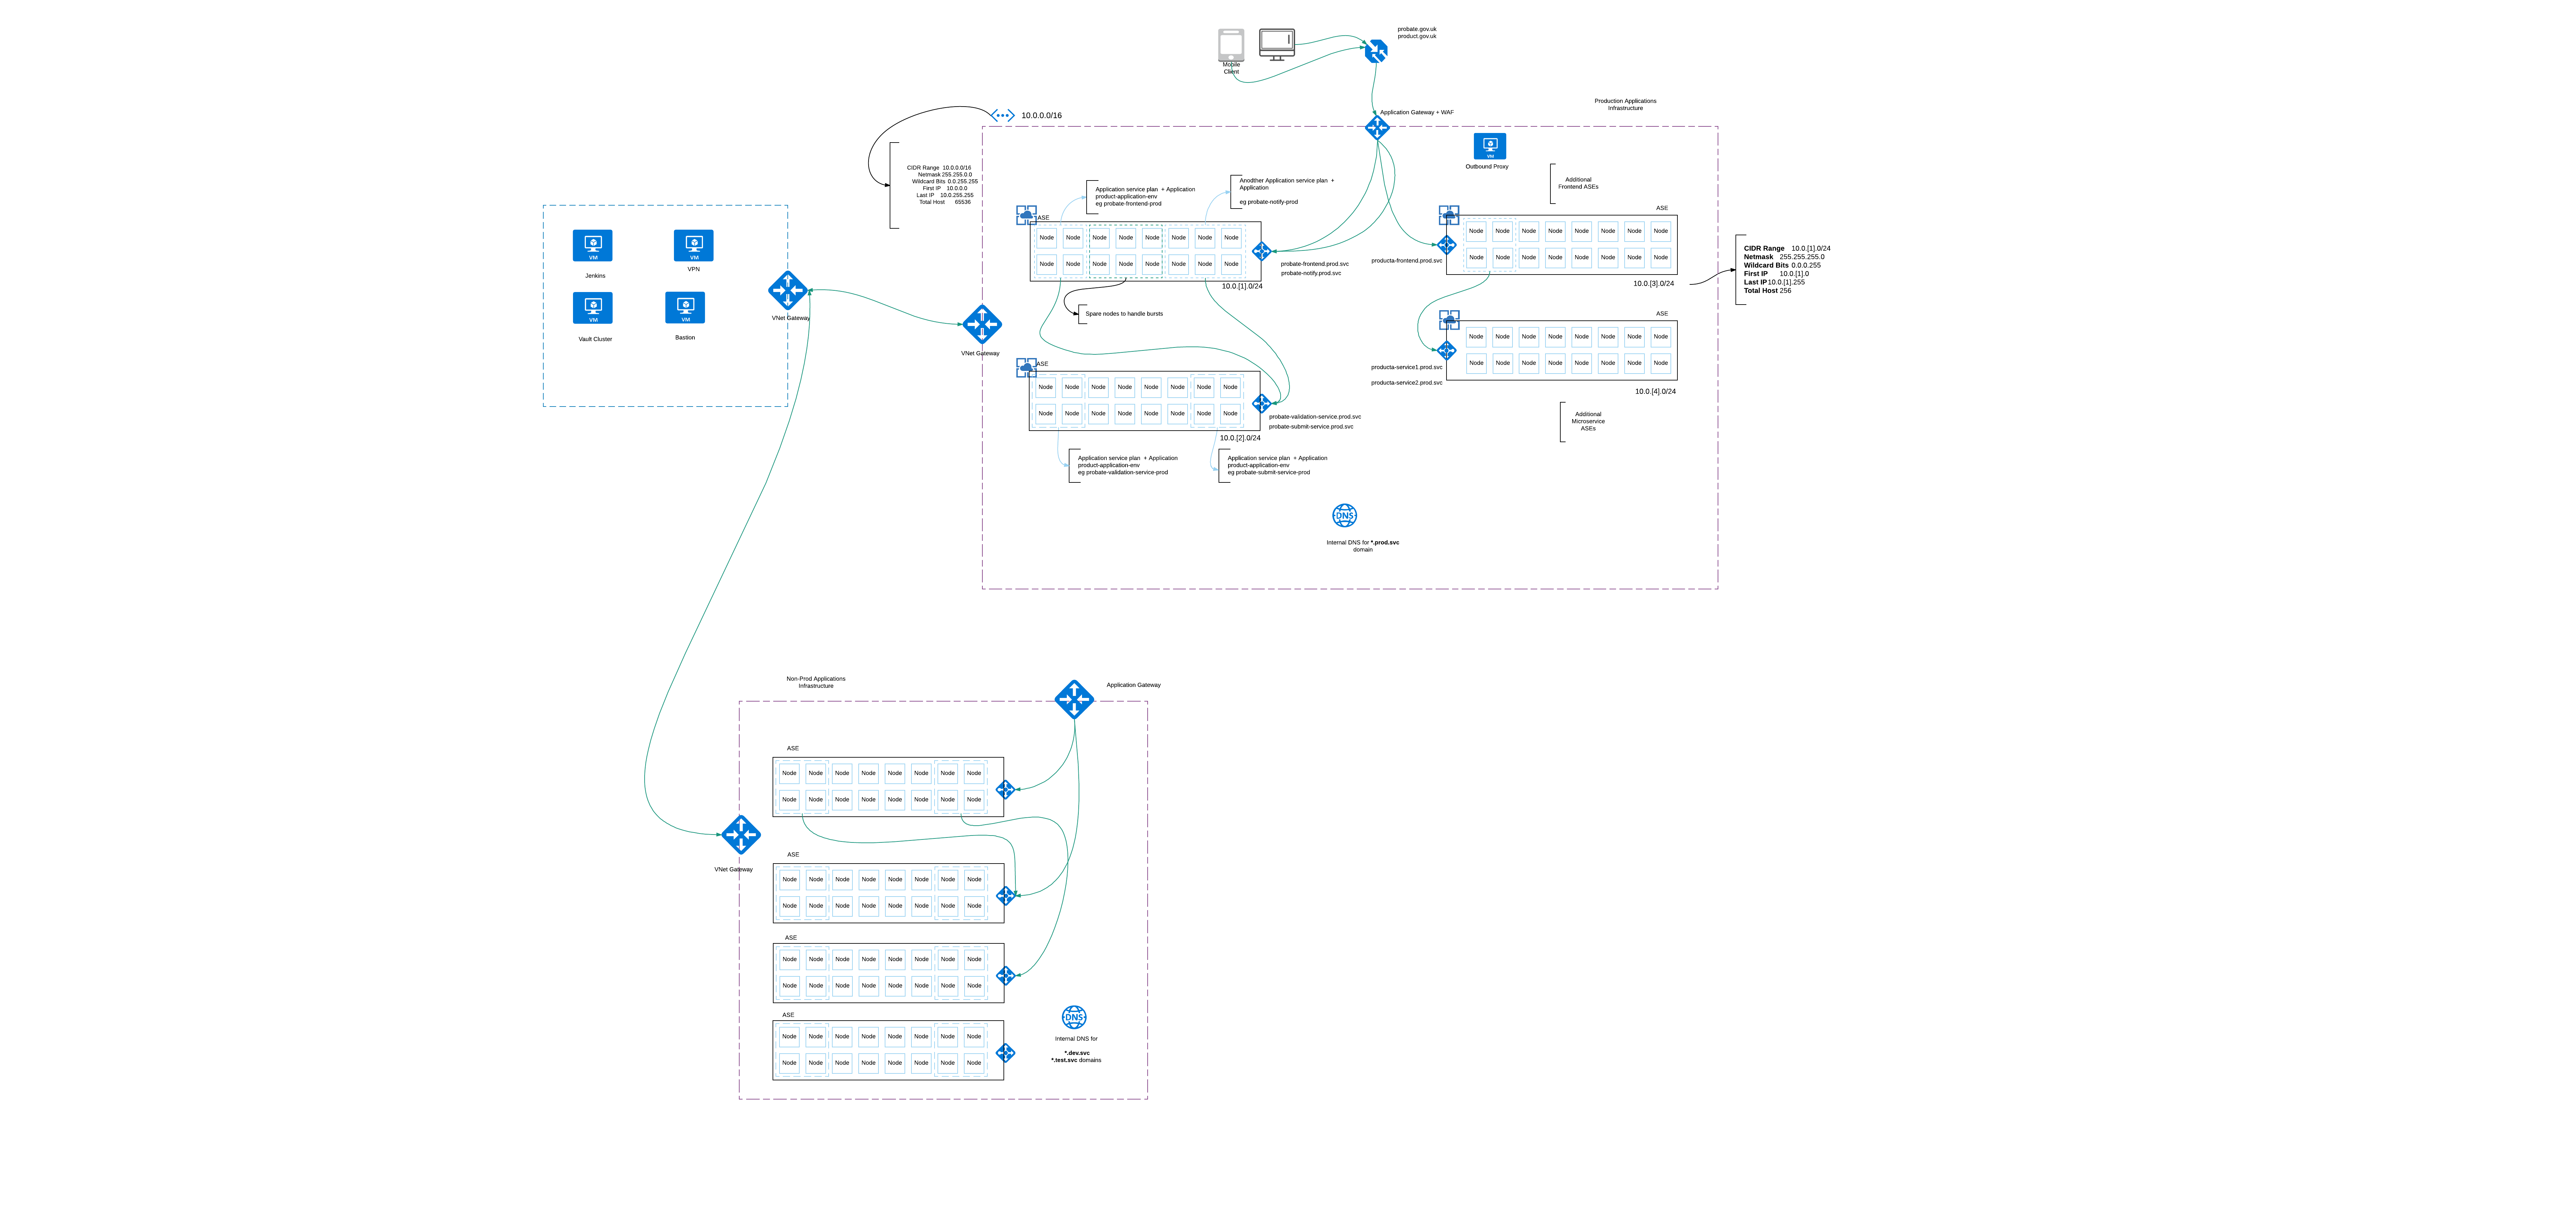 probate.gov.uk
product.gov.uk
Mobile
Client
Application Gateway + WAF
Production Applications
Infrastructure
10.0.0.0/16
CIDR Range 10.0.0.0/16
Netmask 255.255.0.0
Wildcard Bits 0.0.255.255
First IP 10.0.0.0
Last IP 10.0.255.255
Total Host 65536
VM
Outbound Proxy
Additional
Frontend ASEs
Application service plan + Application
product-application-env
eg probate-frontend-prod
Anodther Application service plan +
Application
eg probate-notify-prod
ASE
Node Node Node Node Node Node Node Node
Node Node Node Node Node Node Node Node
probate-frontend.prod.svc
probate-notify.prod.svc
10.0.[1].0/24
Spare nodes to handle bursts
ASE
Node Node Node Node Node Node Node Node
Node Node Node Node Node Node Node Node
producta-frontend.prod.svc
10.0.[3].0/24
CIDR Range 10.0.[1].0/24
Netmask 255.255.255.0
Wildcard Bits 0.0.0.255
First IP 10.0.[1].0
Last IP 10.0.[1].255
Total Host 256
VM
Jenkins
VM
VPN
VM
Vault Cluster
VM
Bastion
VNet Gateway
VNet Gateway
ASE
Node Node Node Node Node Node Node Node
Node Node Node Node Node Node Node Node
probate-validation-service.prod.svc
probate-submit-service.prod.svc
10.0.[2].0/24
Application service plan + Application
product-application-env
eg probate-validation-service-prod
Application service plan + Application
product-application-env
eg probate-submit-service-prod
ASE
Node Node Node Node Node Node Node Node
Node Node Node Node Node Node Node Node
producta-service1.prod.svc
producta-service2.prod.svc
10.0.[4].0/24
Additional
Microservice
ASEs
DNS
Internal DNS for *.prod.svc
domain
Non-Prod Applications
Infrastructure
Application Gateway
VNet Gateway
ASE
Node Node Node Node Node Node Node Node
Node Node Node Node Node Node Node Node
ASE
Node Node Node Node Node Node Node Node
Node Node Node Node Node Node Node Node
ASE
Node Node Node Node Node Node Node Node
Node Node Node Node Node Node Node Node
ASE
Node Node Node Node Node Node Node Node
Node Node Node Node Node Node Node Node
DNS
Internal DNS for
*.dev.svc
*.test.svc domains